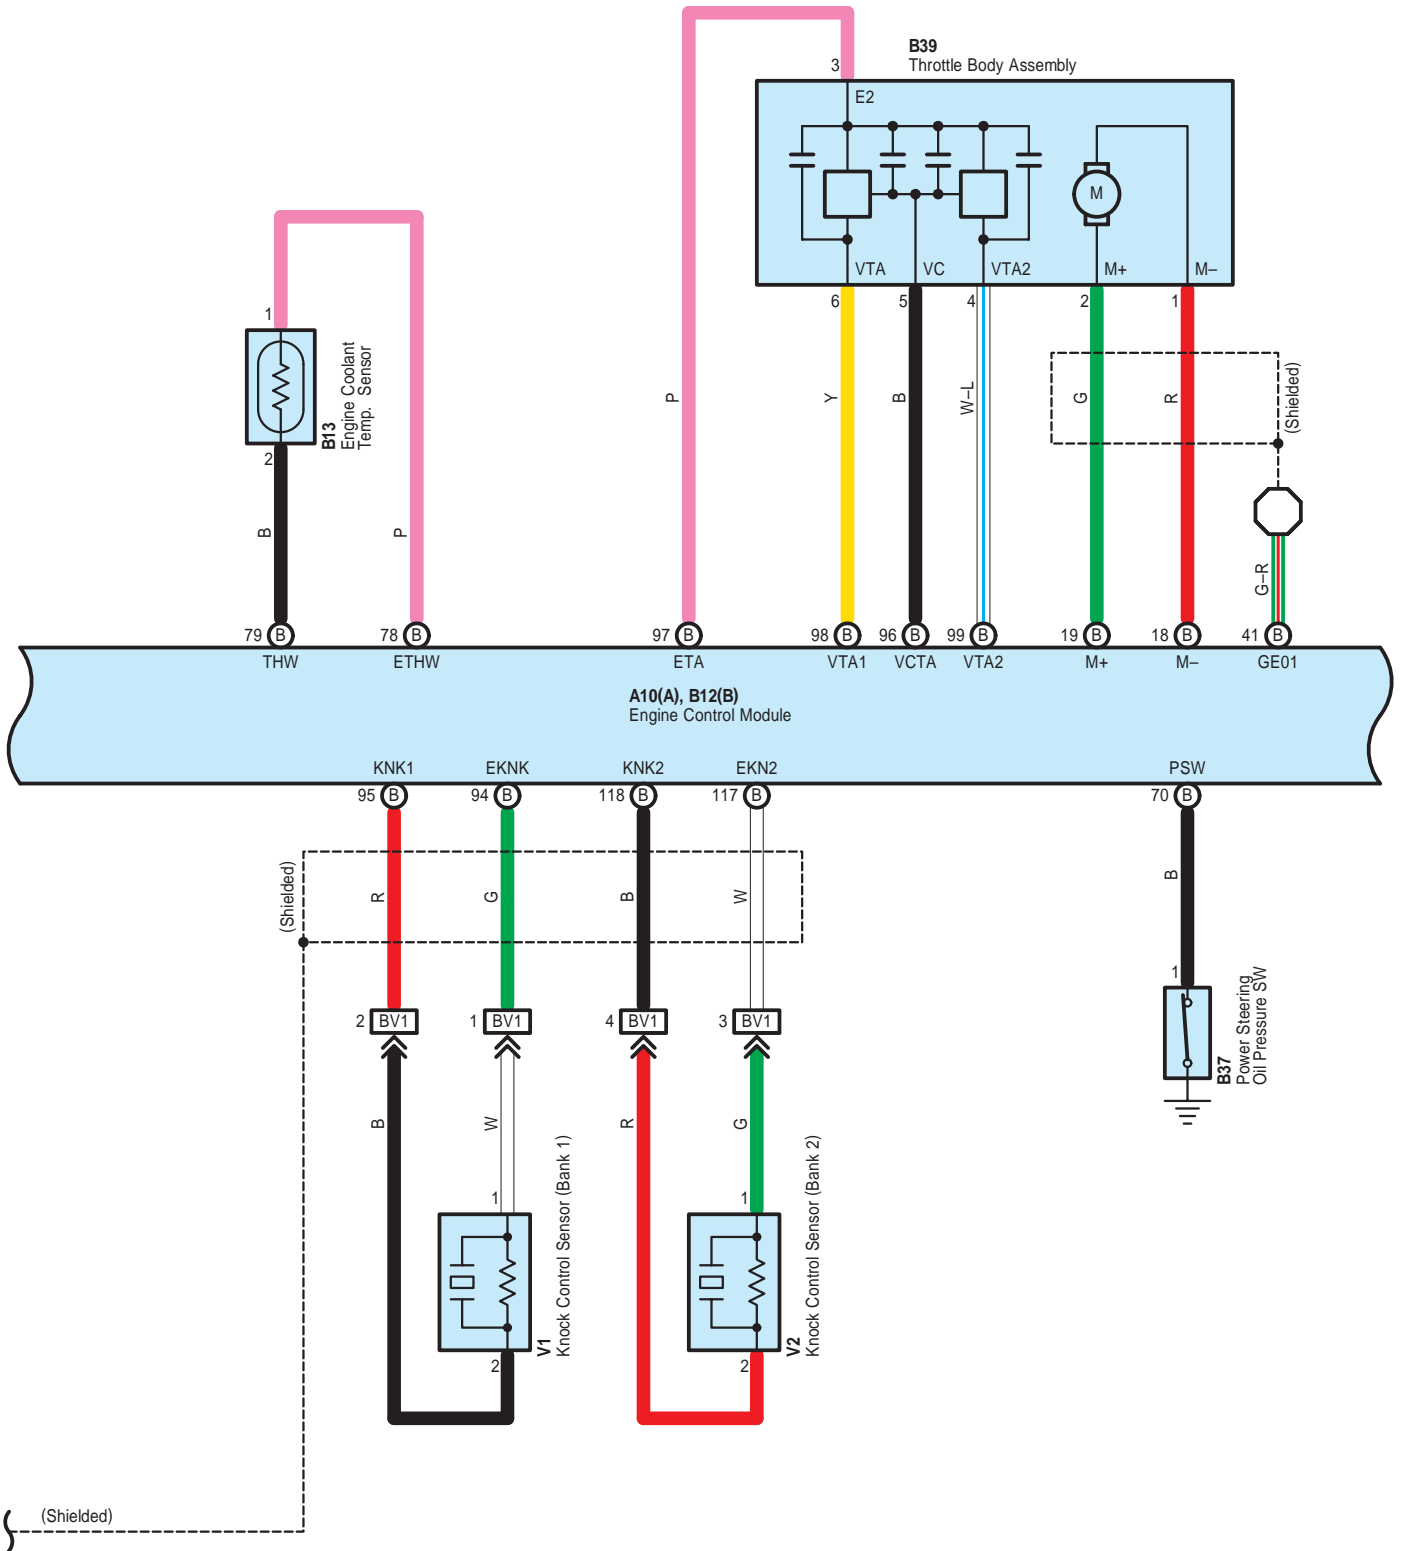 B39
Throttle Body Assembly
3
E2
M
VTA
VC
VTA2
M+
M–
6
5
4
2
1
1
B13
Engine Coolant
Temp. Sensor
2
P
Y
B
W–L
G
R
(Shielded)
B
P
G–R
79 B
78 B
97 B
98 B
96 B
99 B
19 B
18 B
41 B
THW
ETHW
ETA
VTA1
VCTA
VTA2
M+
M–
GE01
A10(A), B12(B)
Engine Control Module
KNK1
EKNK
KNK2
EKN2
PSW
95 B
94 B
118 B
117 B
70 B
(Shielded)
R
G
B
W
B
1
B37
Power Steering
Oil Pressure SW
2 BV1
1 BV1
4 BV1
3 BV1
B
W
R
G
1
V1
Knock Control Sensor (Bank 1)
2
1
V2
Knock Control Sensor (Bank 2)
2
(Shielded)